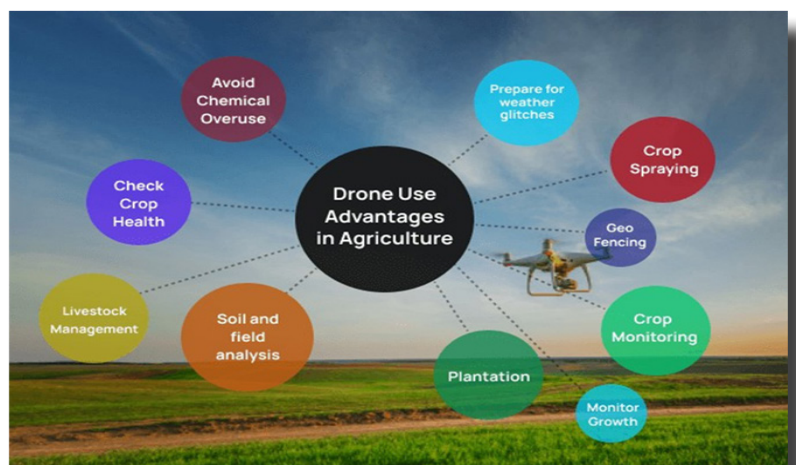 Avoid
Chemical
Overuse
Prepare for
weather
glitches
Crop
Spraying
Check
Crop
Health
Drone Use
Advantages
in Agriculture
Geo
Fencing
Livestock
Management
Soil and
field
analysis
Crop
Monitoring
Plantation
Monitor
Growth